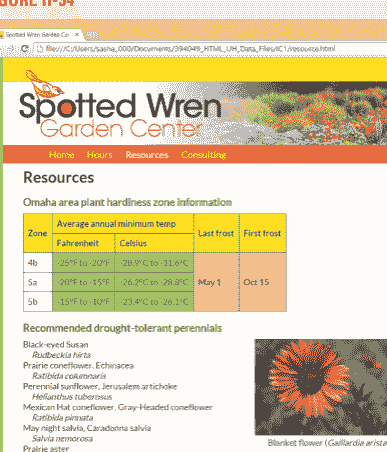 FIGURE 11-34
Spotted Wren Garden Co
file:///C:/Users/sasha_000/Documents/394049_HTML_UH_Data_Files/IC1/resource.html
Spotted Wren
Garden Center
Home Hours Resources Consulting
Resources
Omaha area plant hardiness zone information
Zone Average annual minimum temp Last frost First frost
Fahrenheit Celsius
4b -25°F to -20°F -28.9°C to -31.6°C
5a -20°F to -15°F -26.2°C to -28.8°C May 1 Oct 15
5b -15°F to -10°F -23.4°C to -26.1°C
Recommended drought-tolerant perennials
Black-eyed Susan
Rudbeckia hirta
Prairie coneflower, Echinacea
Ratibida columnaris
Perennial sunflower, Jerusalem artichoke
Helianthus tuberosus
Mexican Hat coneflower, Gray-Headed coneflower
Ratibida pinnata
May night salvia, Caradonna salvia
Salvia nemorosa
Prairie aster
Blanket flower (Gaillardia arista